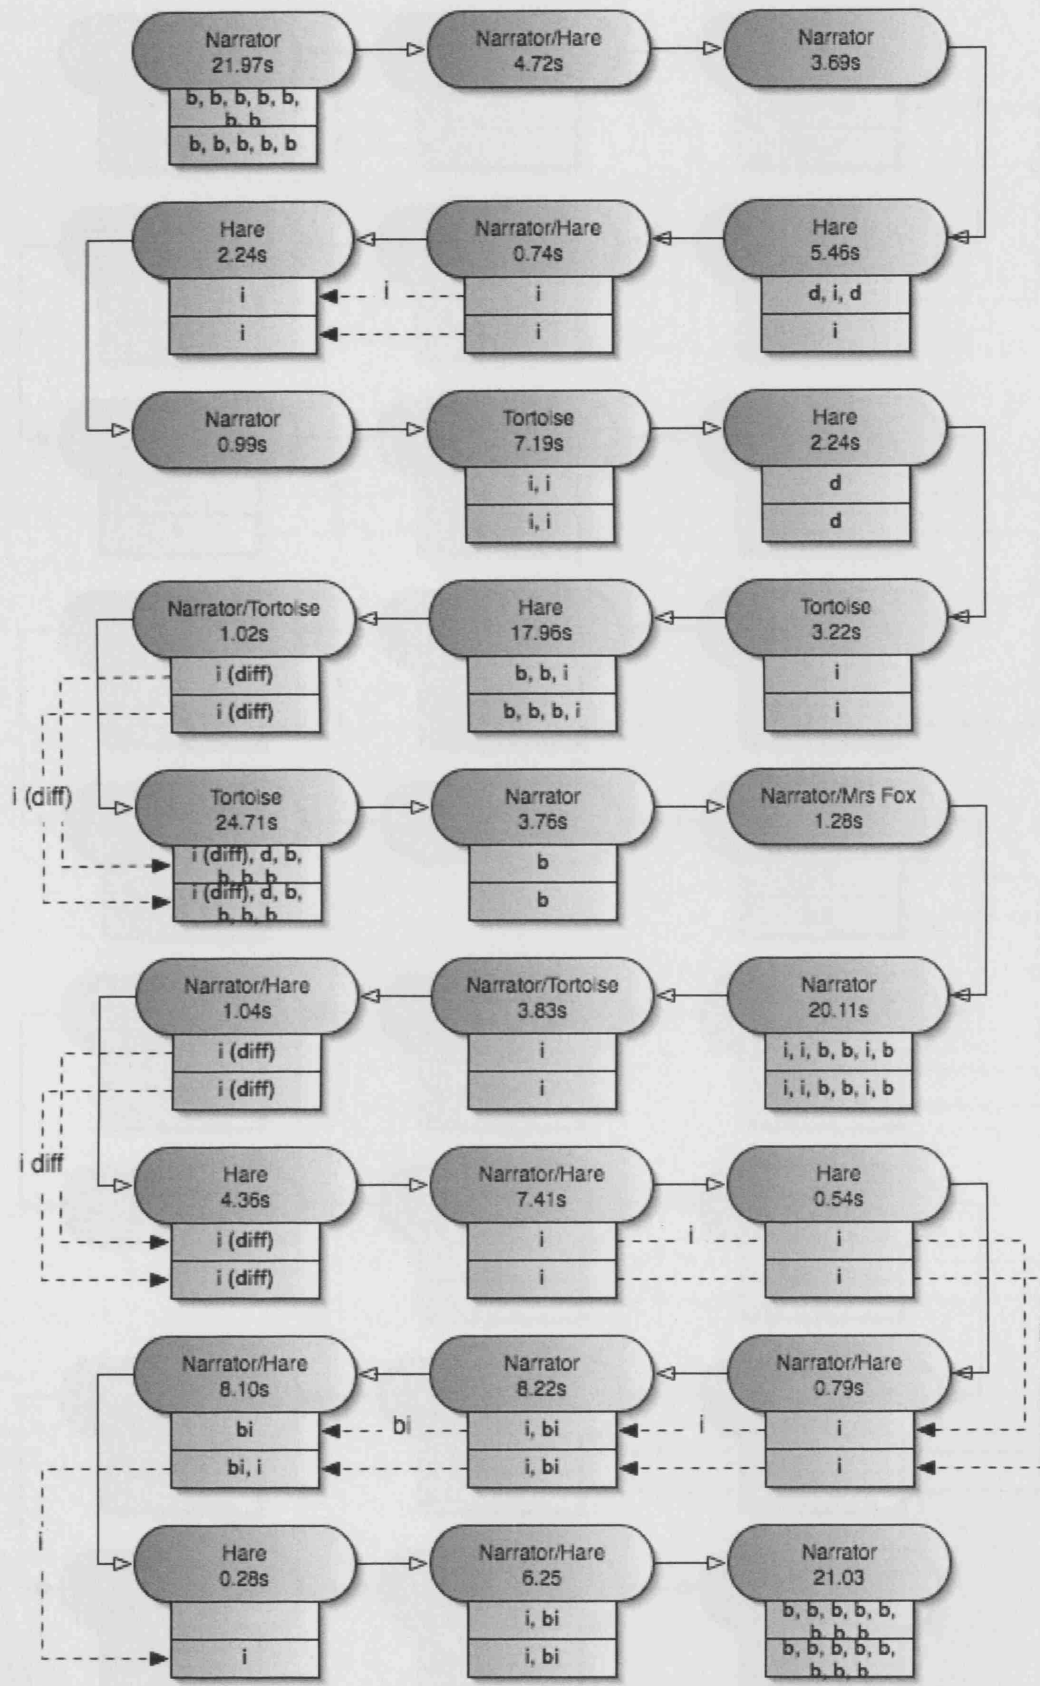 Narrator
21.97s
b, b, b, b, b,
b, b
b, b, b, b, b
Narrator/Hare
4.72s
Narrator
3.69s
Hare
2.24s
i
i
i
Narrator/Hare
0.74s
i
i
Hare
5.46s
d, i, d
i
Narrator
0.99s
Tortoise
7.19s
i, i
i, i
Hare
2.24s
d
d
Narrator/Tortoise
1.02s
i (diff)
i (diff)
Hare
17.96s
b, b, i
b, b, b, i
Tortoise
3.22s
i
i
i (diff)
Tortoise
24.71s
i (diff), d, b,
b, b, b
i (diff), d, b,
b, b, b
Narrator
3.76s
b
b
Narrator/Mrs Fox
1.28s
Narrator/Hare
1.04s
i (diff)
i (diff)
Narrator/Tortoise
3.83s
i
i
Narrator
20.11s
i, i, b, b, i, b
i, i, b, b, i, b
i diff
Hare
4.36s
i (diff)
i (diff)
Narrator/Hare
7.41s
i
i
i
Hare
0.54s
i
i
Narrator/Hare
8.10s
bi
bi, i
bi
Narrator
8.22s
i, bi
i, bi
i
Narrator/Hare
0.79s
i
i
i
Hare
0.28s
i
Narrator/Hare
6.25
i, bi
i, bi
Narrator
21.03
b, b, b, b, b,
b, b, b
b, b, b, b, b,
b, b, b